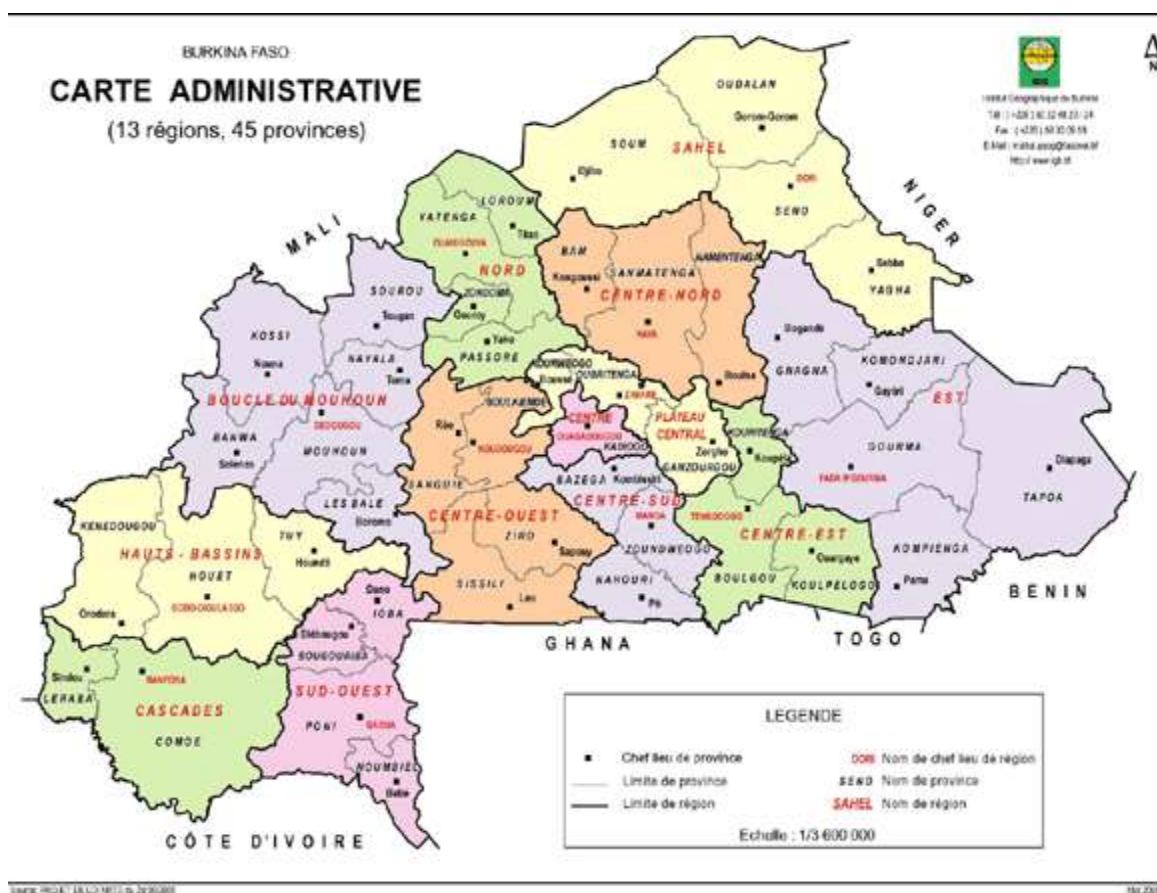 BURKINA FASO
CARTE ADMINISTRATIVE
(13 régions, 45 provinces)
N
Institut Géographique du Burkina
MALI
NIGER
BENIN
TOGO
GHANA
CÔTE D'IVOIRE
SAHEL
OUDALAN
Gorom-Gorom
SOUM
Djibo
DORI
SENO
Sebba
YAGHA
NORD
LOROUM
Titao
YATENGA
OUAHIGOUYA
ZONDOMA
Gourcy
Yako
PASSORE
CENTRE-NORD
BAM
Kongoussi
SANMATENGA
NAMENTENGA
KAYA
Boulsa
BOUCLE DU MOUHOUN
SOUROU
Tougan
KOSSI
Nouna
NAYALA
Toma
DEDOUGOU
BANWA
Solenzo
MOUHOUN
LES BALE
Boromo
EST
Bogandé
GNAGNA
KOMONDJARI
Gayéri
GOURMA
FADA N'GOURMA
Diapaga
TAPOA
KOMPIENGA
Pama
PLATEAU CENTRAL
KOURWEOGO
Boussé
OUBRITENGA
ZINIARE
Zorgho
GANZOURGOU
CENTRE
OUAGADOUGOU
KADIOGO
CENTRE-OUEST
BOULKIEMDE
Réo
KOUDOUGOU
SANGUIE
ZIRO
Sapouy
SISSILI
Léo
CENTRE-SUD
BAZEGA
Kombissiri
MANGA
ZOUNDWEOGO
NAHOURI
Pô
CENTRE-EST
KOURITENGA
Koupéla
TENKODOGO
Ouargaye
BOULGOU
KOULPELOGO
HAUTS-BASSINS
KENEDOUGOU
TUY
Houndé
HOUET
Orodara
BOBO-DIOULASSO
CASCADES
Sindou
LERABA
BANFORA
COMOE
SUD-OUEST
Dano
IOBA
Diébougou
BOUGOURIBA
PONI
GAOUA
NOUMBIEL
Batié
LEGENDE
Chef lieu de province
Limite de province
Limite de région
DORI Nom de chef lieu de région
SENO Nom de province
SAHEL Nom de région
Echelle : 1/3 600 000